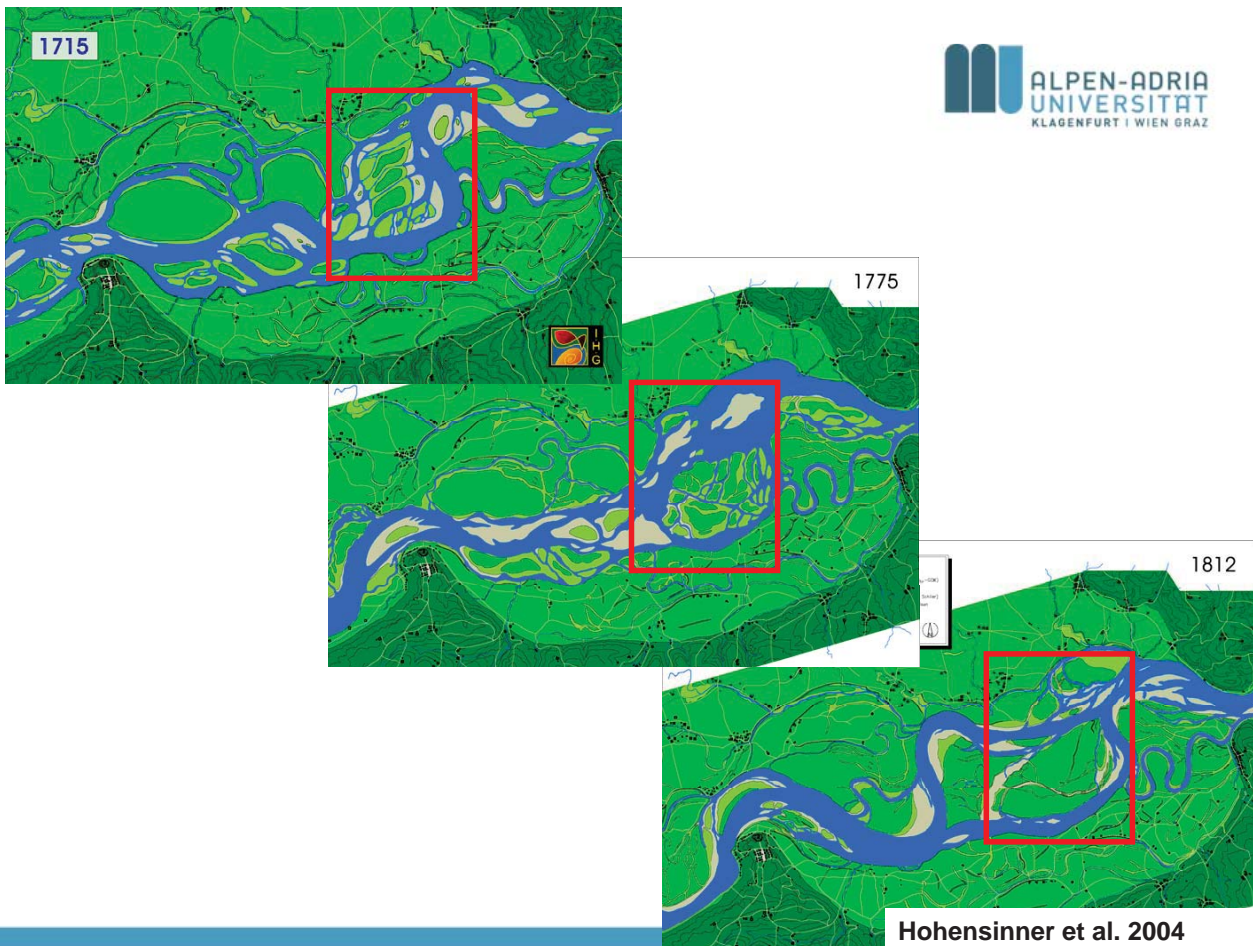 1715
ALPEN-ADRIA
UNIVERSITÄT
KLAGENFURT | WIEN GRAZ
I
H
G
1775
1812
Hohensinner et al. 2004